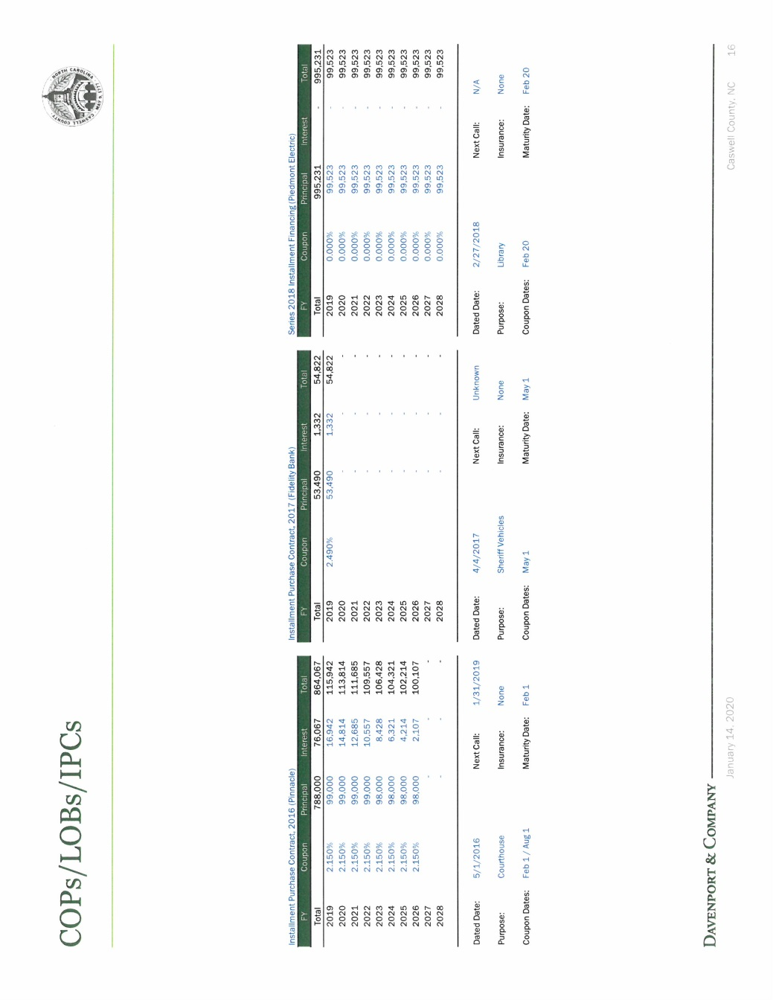 COPs/LOBs/IPCs
NORTH CAROLINA
CASWELL COUNTY
MAY 9, 1777
Installment Purchase Contract, 2016 (Pinnacle)
FY Coupon Principal Interest Total
Total 788,000 76,067 864,067
2019 2.150% 99,000 16,942 115,942
2020 2.150% 99,000 14,814 113,814
2021 2.150% 99,000 12,685 111,685
2022 2.150% 99,000 10,557 109,557
2023 2.150% 98,000 8,428 106,428
2024 2.150% 98,000 6,321 104,321
2025 2.150% 98,000 4,214 102,214
2026 2.150% 98,000 2,107 100,107
2027 - - -
2028 - - -
Dated Date: 5/1/2016 Next Call: 1/31/2019
Purpose: Courthouse Insurance: None
Coupon Dates: Feb 1 / Aug 1 Maturity Date: Feb 1
Installment Purchase Contract, 2017 (Fidelity Bank)
FY Coupon Principal Interest Total
Total 53,490 1,332 54,822
2019 2.490% 53,490 1,332 54,822
2020 - - -
2021 - - -
2022 - - -
2023 - - -
2024 - - -
2025 - - -
2026 - - -
2027 - - -
2028 - - -
Dated Date: 4/4/2017 Next Call: Unknown
Purpose: Sheriff Vehicles Insurance: None
Coupon Dates: May 1 Maturity Date: May 1
Series 2018 Installment Financing (Piedmont Electric)
FY Coupon Principal Interest Total
Total 995,231 - 995,231
2019 0.000% 99,523 - 99,523
2020 0.000% 99,523 - 99,523
2021 0.000% 99,523 - 99,523
2022 0.000% 99,523 - 99,523
2023 0.000% 99,523 - 99,523
2024 0.000% 99,523 - 99,523
2025 0.000% 99,523 - 99,523
2026 0.000% 99,523 - 99,523
2027 0.000% 99,523 - 99,523
2028 0.000% 99,523 - 99,523
Dated Date: 2/27/2018 Next Call: N/A
Purpose: Library Insurance: None
Coupon Dates: Feb 20 Maturity Date: Feb 20
DAVENPORT & COMPANY
January 14, 2020 Caswell County, NC 16